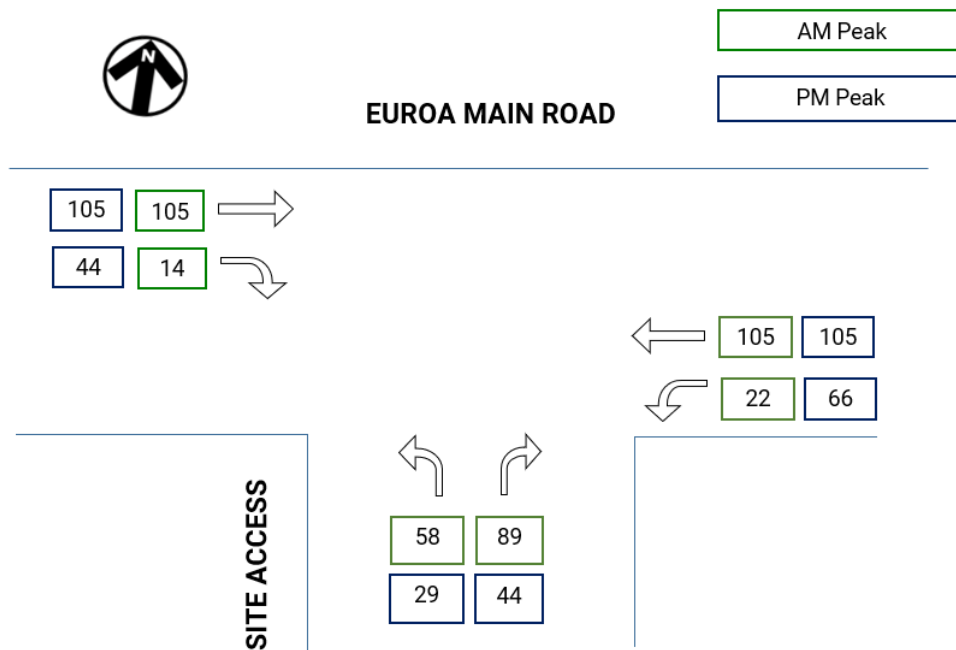 AM Peak
N
PM Peak
EUROA MAIN ROAD
105 105
44 14
105 105
22 66
SITE ACCESS
58 89
29 44